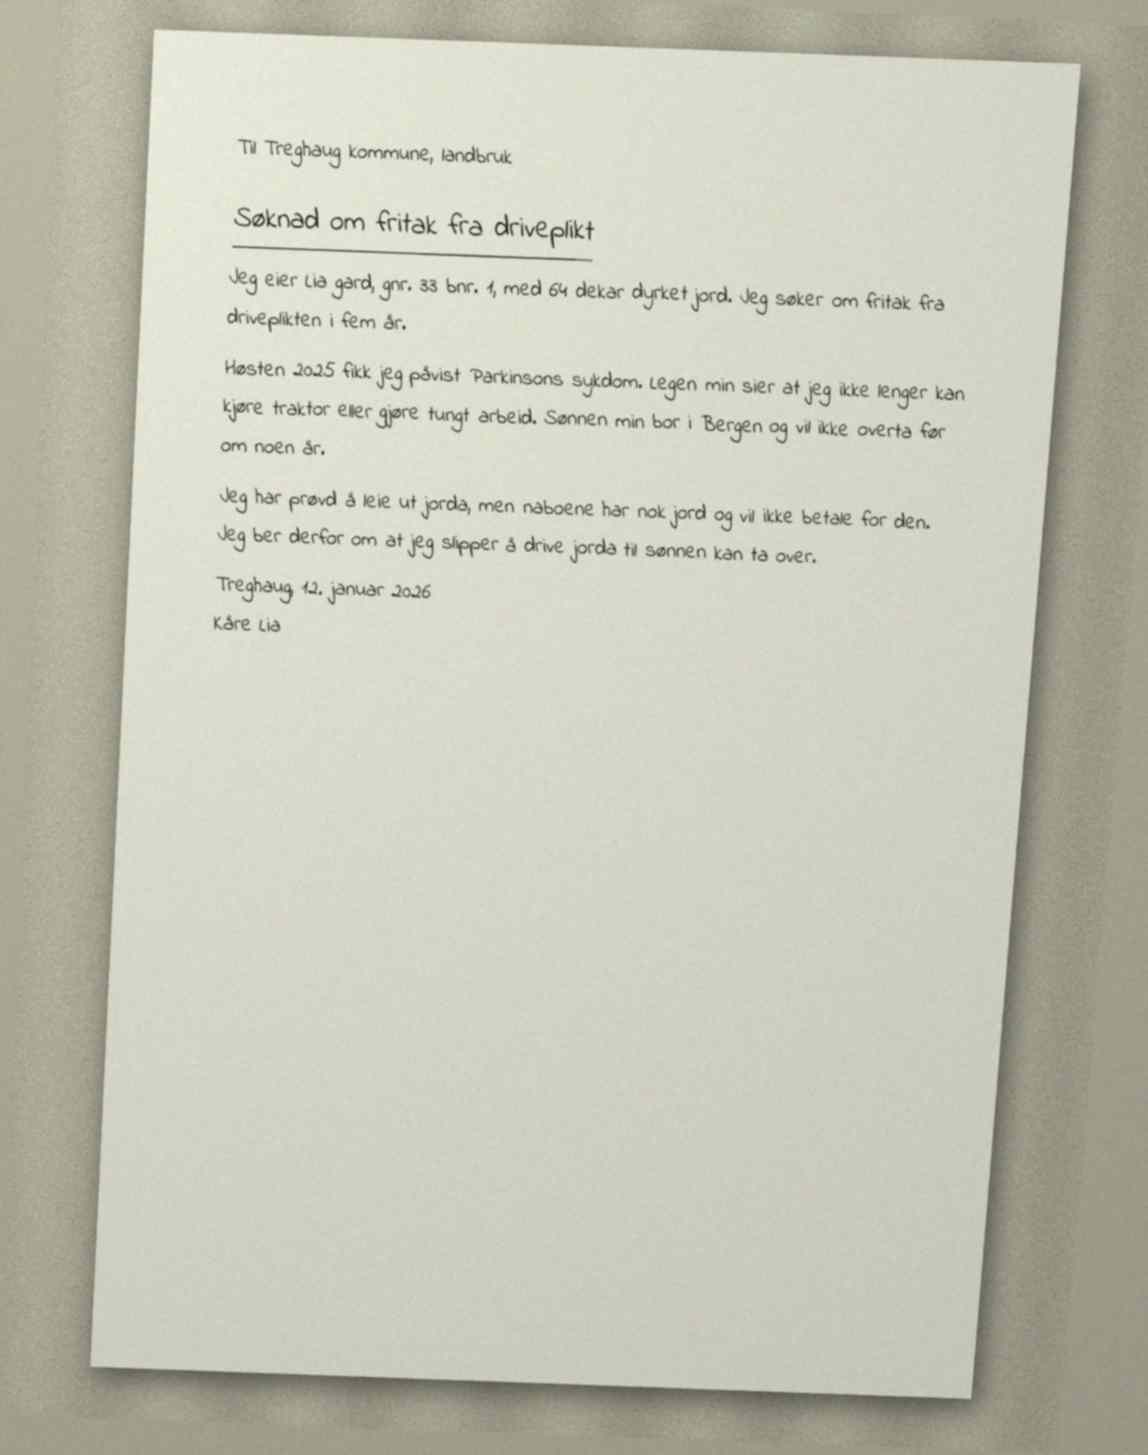 Til Treghaug kommune, landbruk
Søknad om fritak fra driveplikt
Jeg eier Lia gard, gnr. 33 bnr. 1, med 64 dekar dyrket jord. Jeg søker om fritak fra
driveplikten i fem år.
Høsten 2025 fikk jeg påvist Parkinsons sykdom. Legen min sier at jeg ikke lenger kan
kjøre traktor eller gjøre tungt arbeid. Sønnen min bor i Bergen og vil ikke overta før
om noen år.
Jeg har prøvd å leie ut jorda, men naboene har nok jord og vil ikke betale for den.
Jeg ber derfor om at jeg slipper å drive jorda til sønnen kan ta over.
Treghaug, 12. januar 2026
Kåre Lia